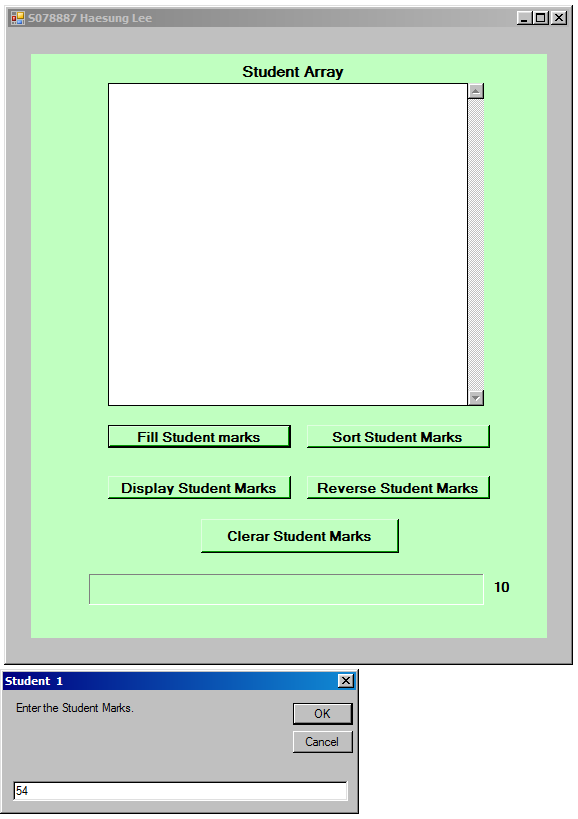 S078887 Haesung Lee
Student Array
Fill Student marks
Sort Student Marks
Display Student Marks
Reverse Student Marks
Clerar Student Marks
10
Student 1
Enter the Student Marks.
OK
Cancel
54